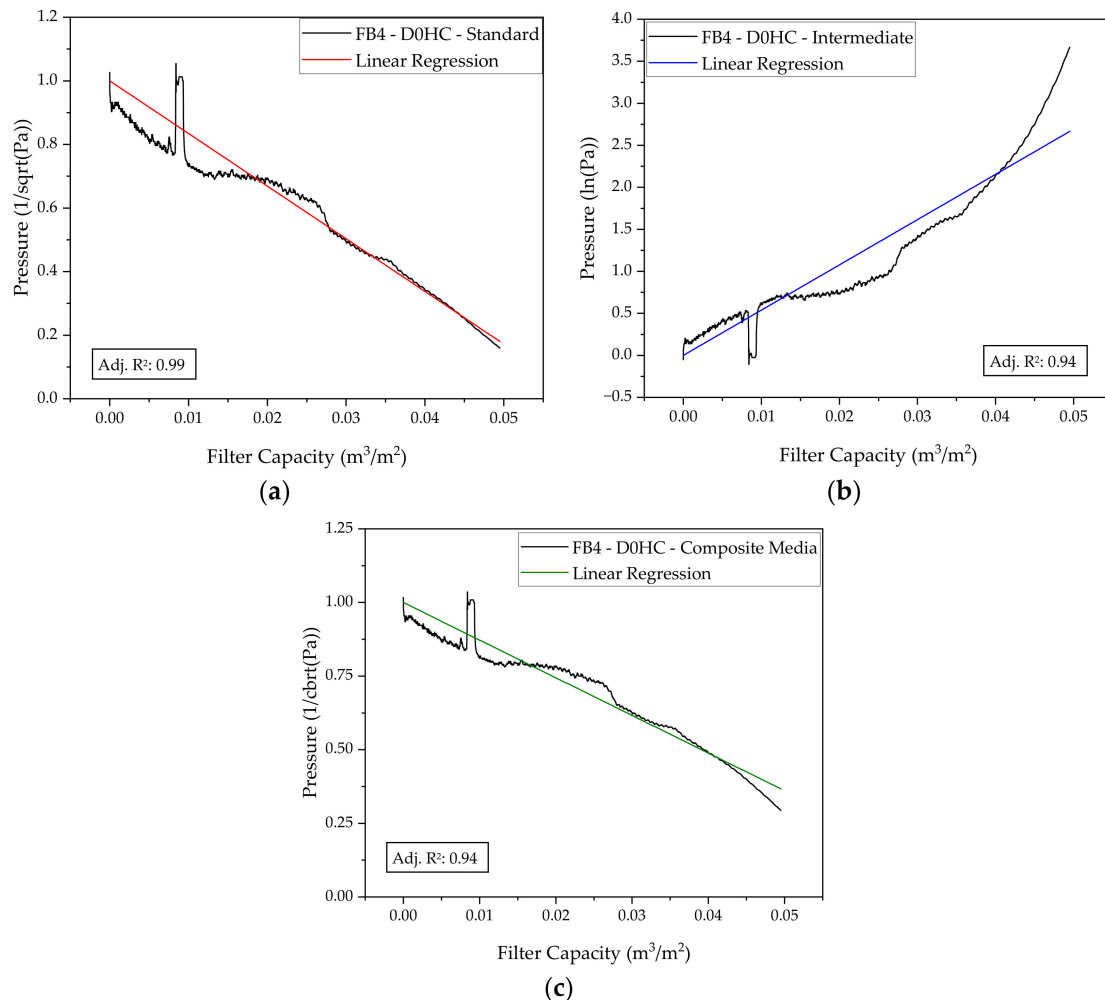 FB4 - D0HC - Standard
Linear Regression
1.2
1.0
0.8
0.6
0.4
0.2
0.0
Pressure (1/sqrt(Pa))
Adj. R²: 0.99
0.00 0.01 0.02 0.03 0.04 0.05
Filter Capacity (m³/m²)
(a)
FB4 - D0HC - Intermediate
Linear Regression
4.0
3.5
3.0
2.5
2.0
1.5
1.0
0.5
0.0
−0.5
Pressure (ln(Pa))
Adj. R²: 0.94
0.00 0.01 0.02 0.03 0.04 0.05
Filter Capacity (m³/m²)
(b)
FB4 - D0HC - Composite Media
Linear Regression
1.25
1.00
0.75
0.50
0.25
0.00
Pressure (1/cbrt(Pa))
Adj. R²: 0.94
0.00 0.01 0.02 0.03 0.04 0.05
Filter Capacity (m³/m²)
(c)